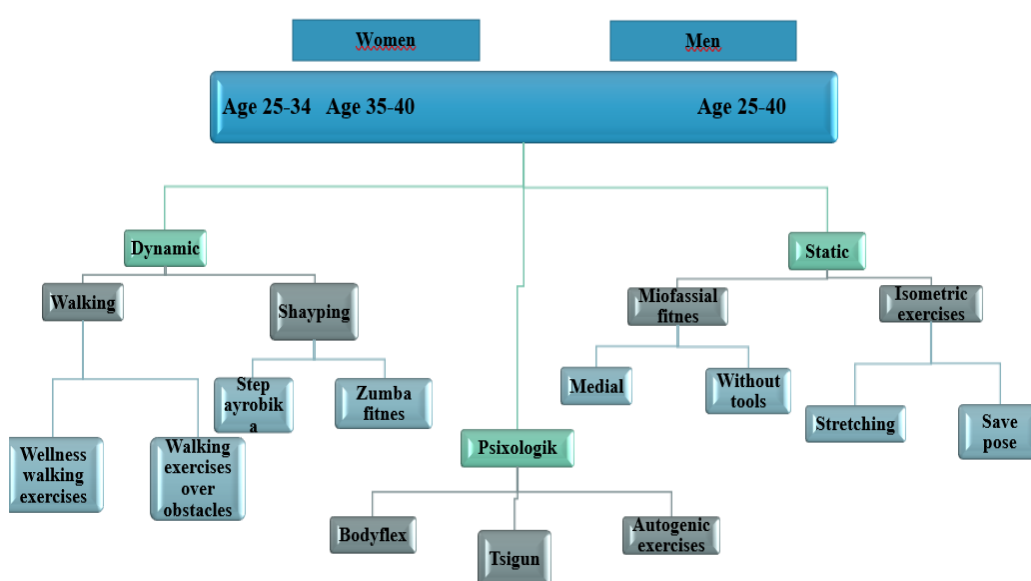 Women
Men
Age 25-34 Age 35-40
Age 25-40
Dynamic
Static
Walking
Shayping
Miofassial
fitnes
Isometric
exercises
Step
ayrobik
a
Zumba
fitnes
Medial
Without
tools
Stretching
Save
pose
Wellness
walking
exercises
Walking
exercises
over
obstacles
Psixologik
Bodyflex
Tsigun
Autogenic
exercises